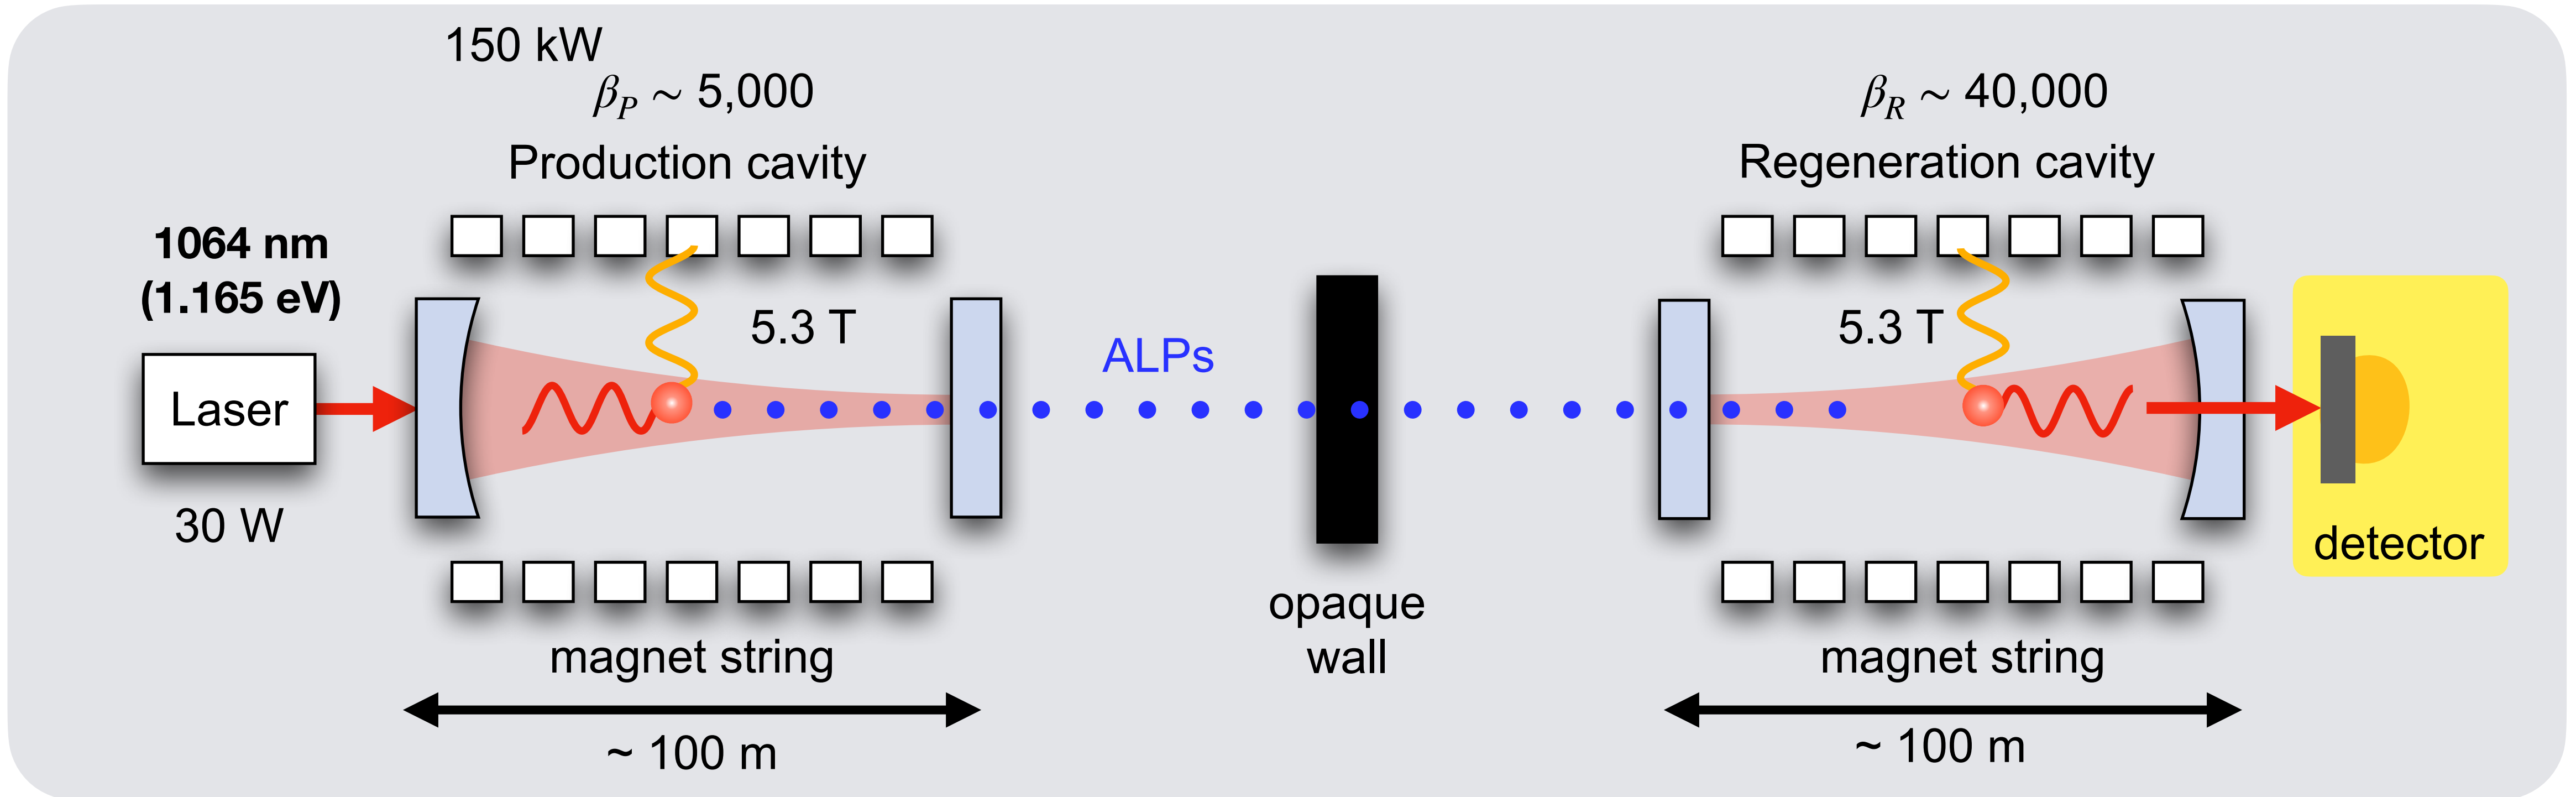 150 kW
βP ~ 5,000
Production cavity
βR ~ 40,000
Regeneration cavity
1064 nm
(1.165 eV)
Laser
30 W
5.3 T
ALPs
5.3 T
opaque
wall
detector
magnet string
~ 100 m
magnet string
~ 100 m